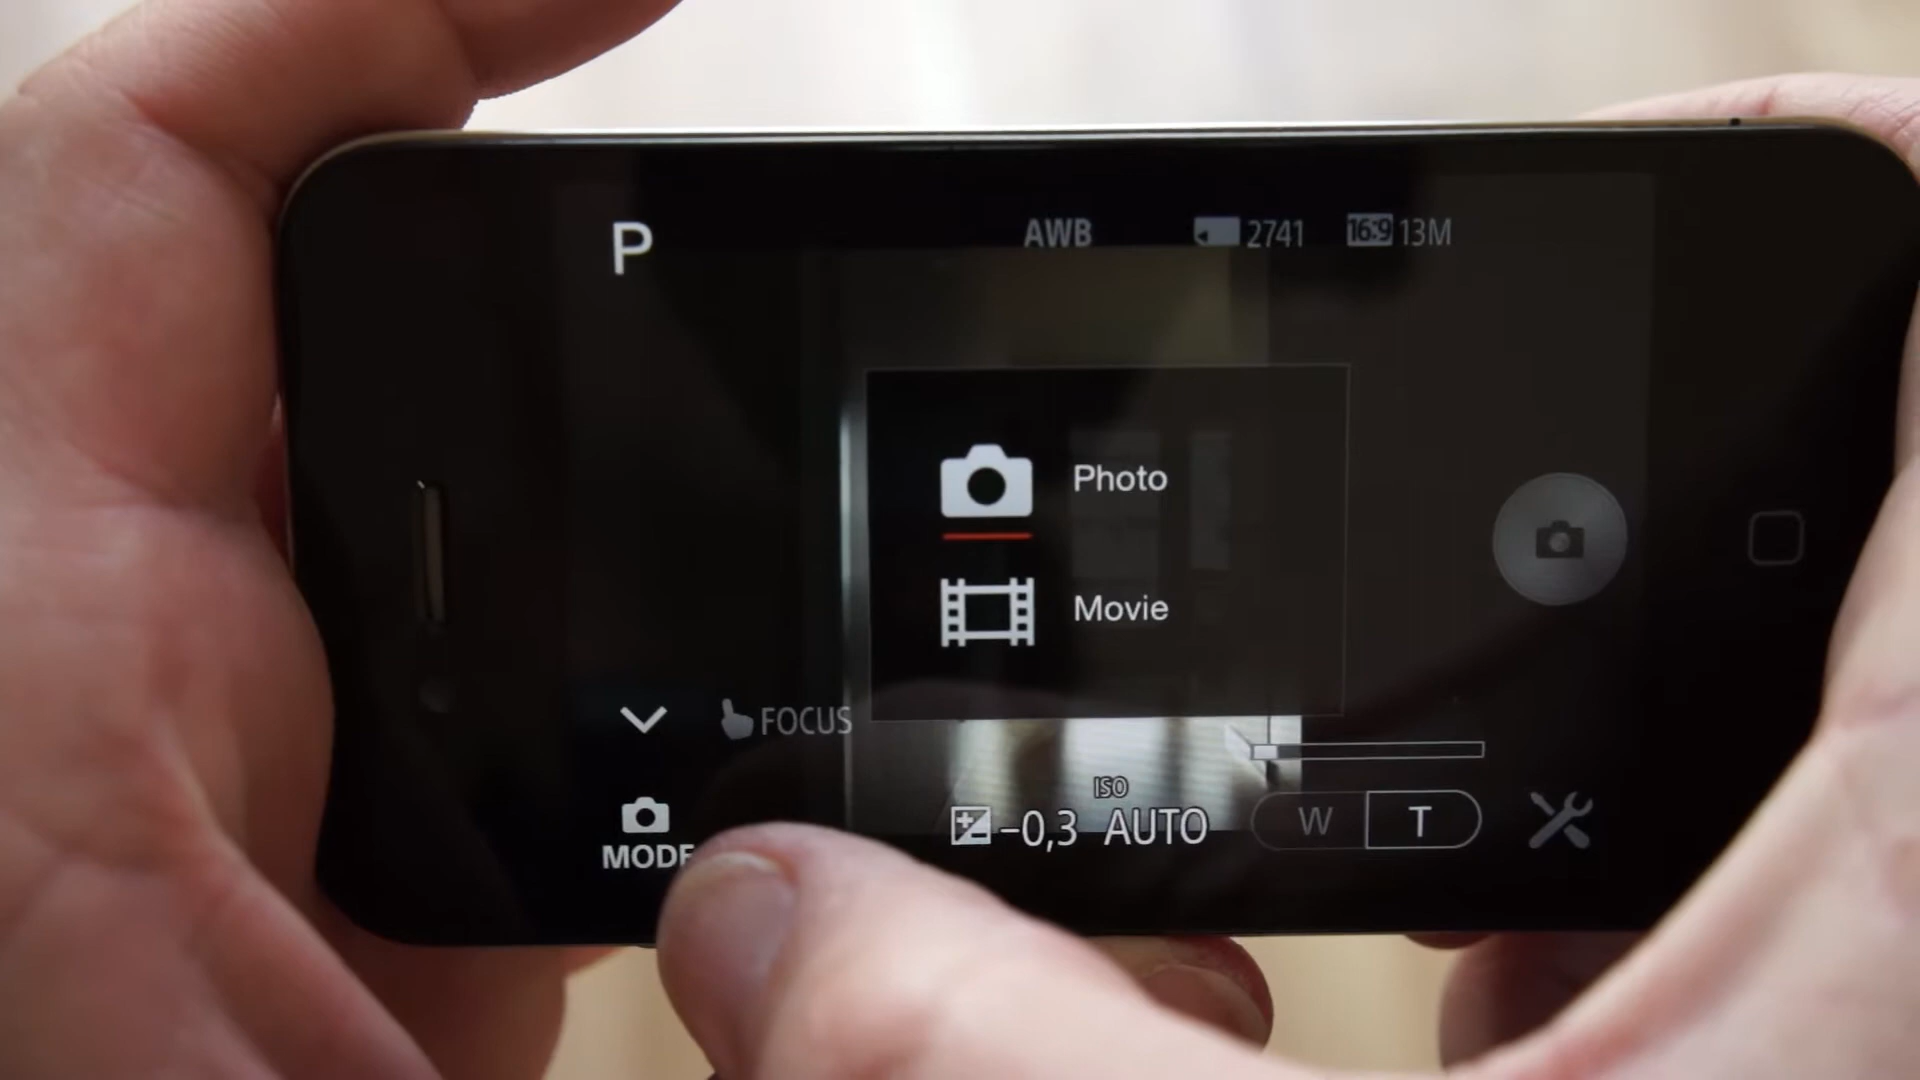 P
AWB 2741 16:9 13M
Photo
Movie
FOCUS
ISO
MODE -0,3 AUTO W T